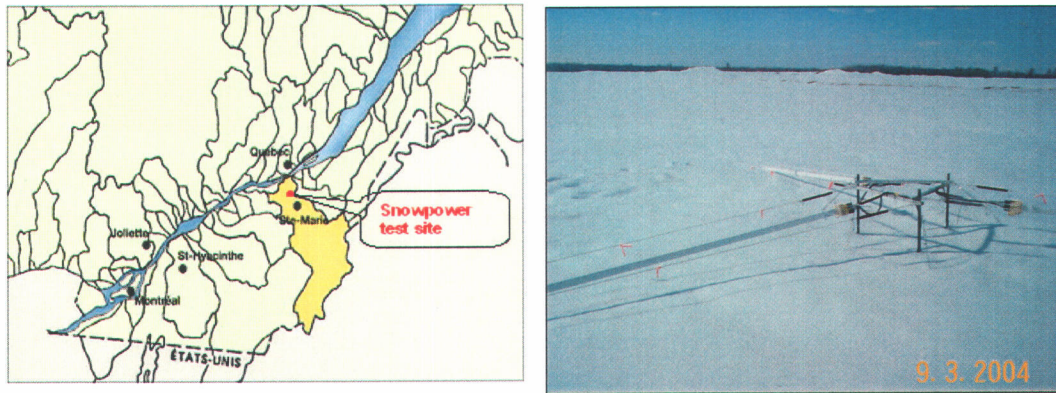 Québec
Ste-Marie
Snowpower
test site
Joliette
St-Hyacinthe
Montréal
ÉTATS-UNIS
9. 3. 2004